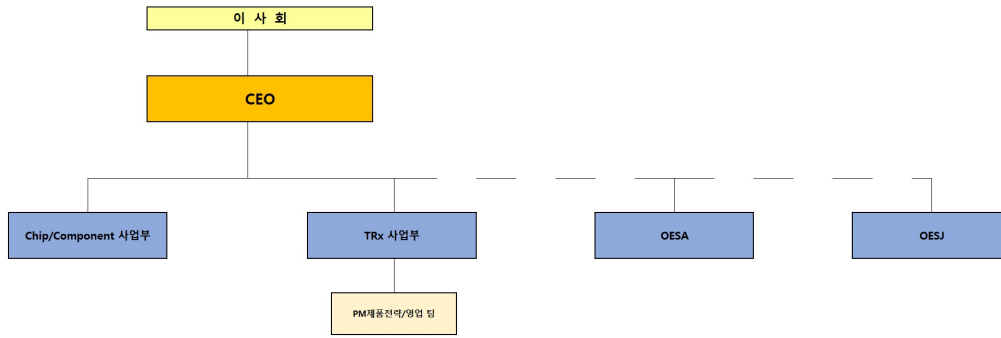 이 사 회
CEO
Chip/Component 사업부
TRx 사업부
OESA
OESJ
PM제품전략/영업 팀